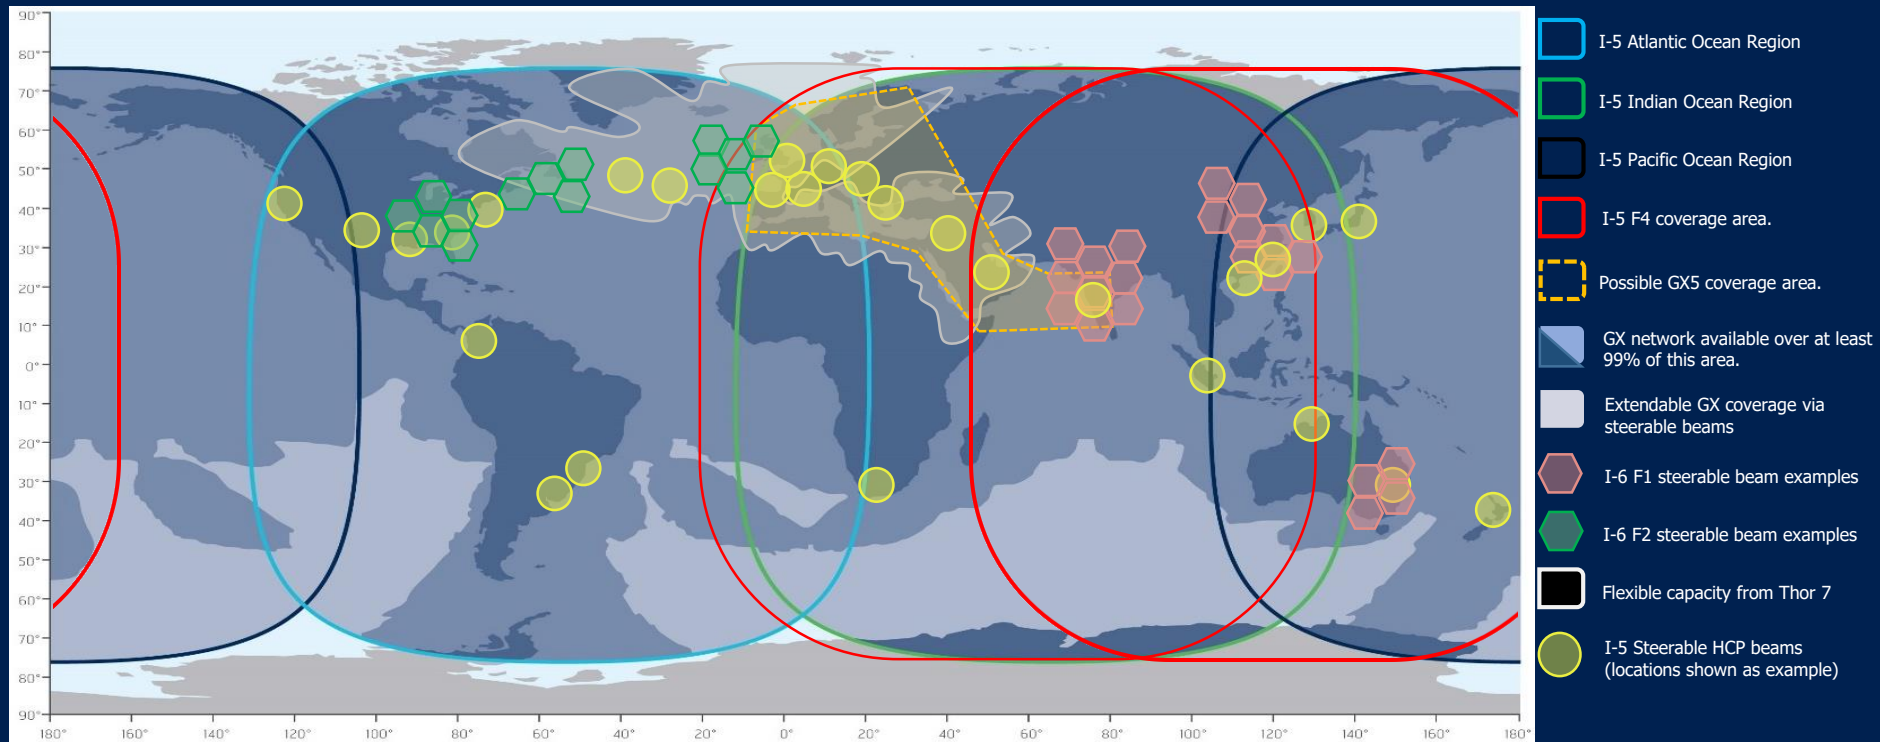 90°
80°
70°
60°
50°
40°
30°
20°
10°
0°
10°
20°
30°
40°
50°
60°
70°
80°
90°
180° 160° 140° 120° 100° 80° 60° 40° 20° 0° 20° 40° 60° 80° 100° 120° 140° 160° 180°
I-5 Atlantic Ocean Region
I-5 Indian Ocean Region
I-5 Pacific Ocean Region
I-5 F4 coverage area.
Possible GX5 coverage area.
GX network available over at least
99% of this area.
Extendable GX coverage via
steerable beams
I-6 F1 steerable beam examples
I-6 F2 steerable beam examples
Flexible capacity from Thor 7
I-5 Steerable HCP beams
(locations shown as example)